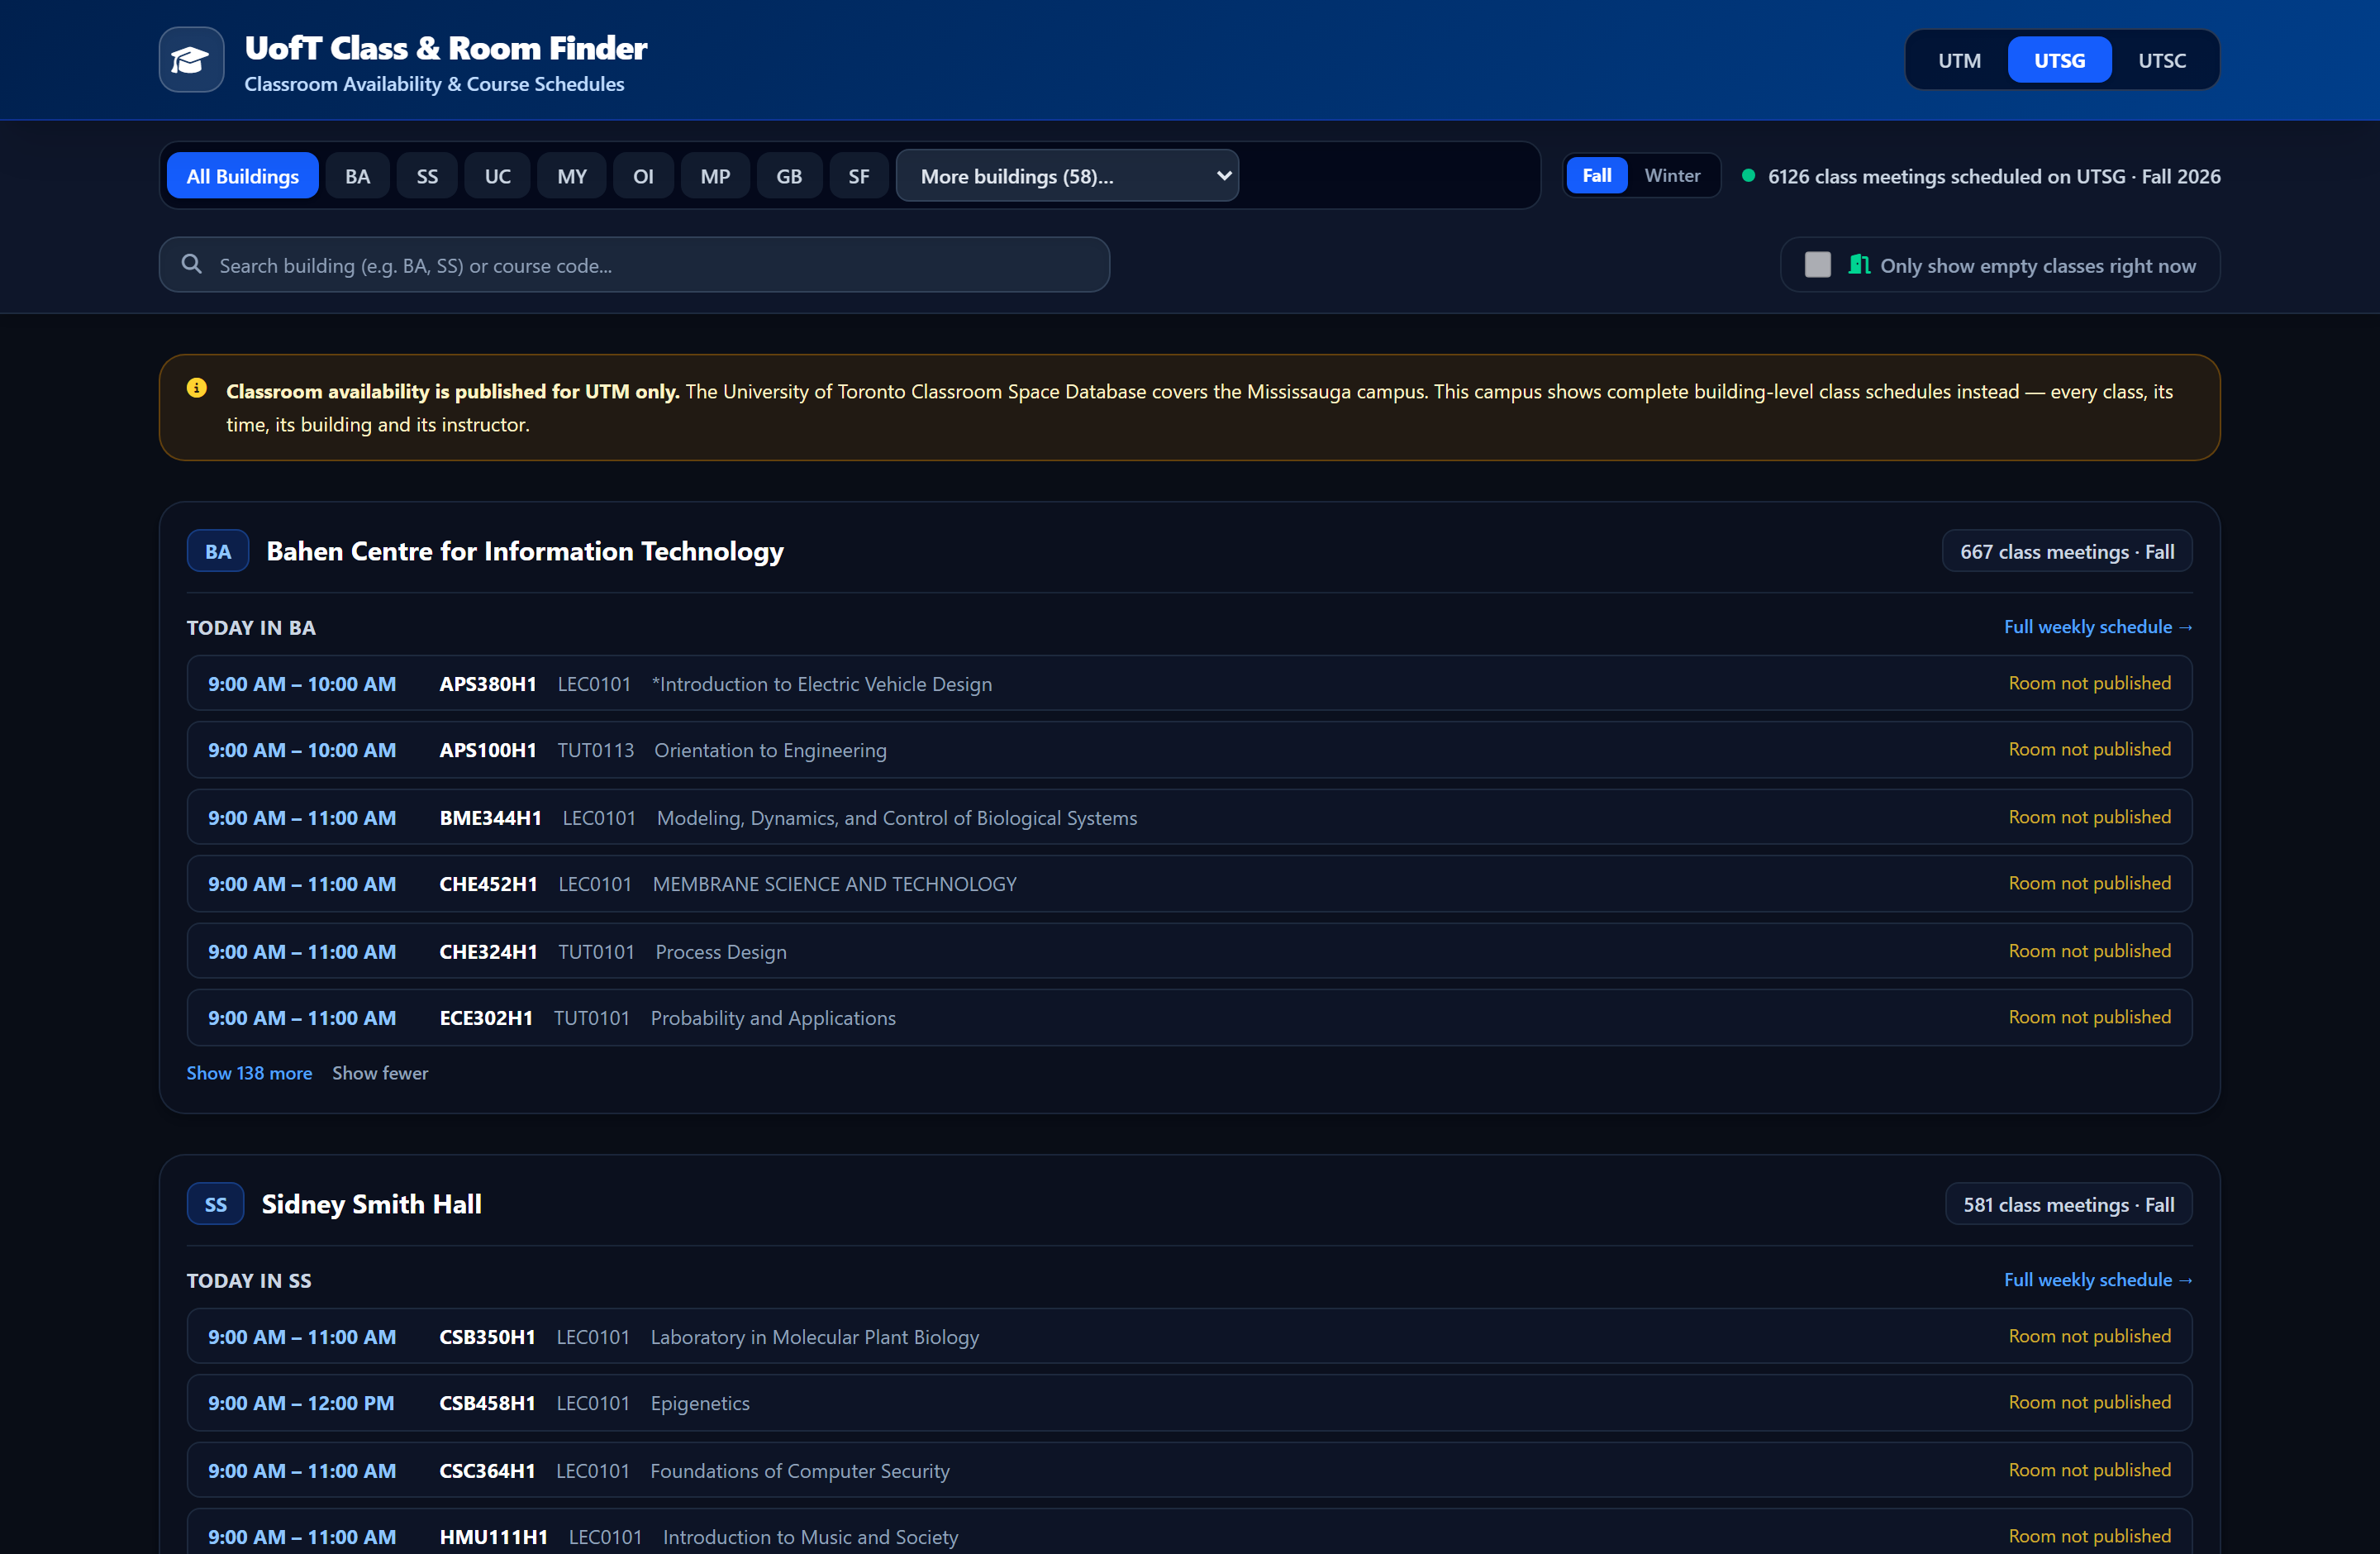 UofT Class & Room Finder
Classroom Availability & Course Schedules
UTM UTSG UTSC
All Buildings BA SS UC MY OI MP GB SF More buildings (58)...
Fall Winter 6126 class meetings scheduled on UTSG · Fall 2026
Search building (e.g. BA, SS) or course code...
Only show empty classes right now
Classroom availability is published for UTM only. The University of Toronto Classroom Space Database covers the Mississauga campus. This campus shows complete building-level class schedules instead — every class, its
time, its building and its instructor.
BA Bahen Centre for Information Technology 667 class meetings · Fall
TODAY IN BA Full weekly schedule →
9:00 AM – 10:00 AM APS380H1 LEC0101 *Introduction to Electric Vehicle Design Room not published
9:00 AM – 10:00 AM APS100H1 TUT0113 Orientation to Engineering Room not published
9:00 AM – 11:00 AM BME344H1 LEC0101 Modeling, Dynamics, and Control of Biological Systems Room not published
9:00 AM – 11:00 AM CHE452H1 LEC0101 MEMBRANE SCIENCE AND TECHNOLOGY Room not published
9:00 AM – 11:00 AM CHE324H1 TUT0101 Process Design Room not published
9:00 AM – 11:00 AM ECE302H1 TUT0101 Probability and Applications Room not published
Show 138 more Show fewer
SS Sidney Smith Hall 581 class meetings · Fall
TODAY IN SS Full weekly schedule →
9:00 AM – 11:00 AM CSB350H1 LEC0101 Laboratory in Molecular Plant Biology Room not published
9:00 AM – 12:00 PM CSB458H1 LEC0101 Epigenetics Room not published
9:00 AM – 11:00 AM CSC364H1 LEC0101 Foundations of Computer Security Room not published
9:00 AM – 11:00 AM HMU111H1 LEC0101 Introduction to Music and Society Room not published